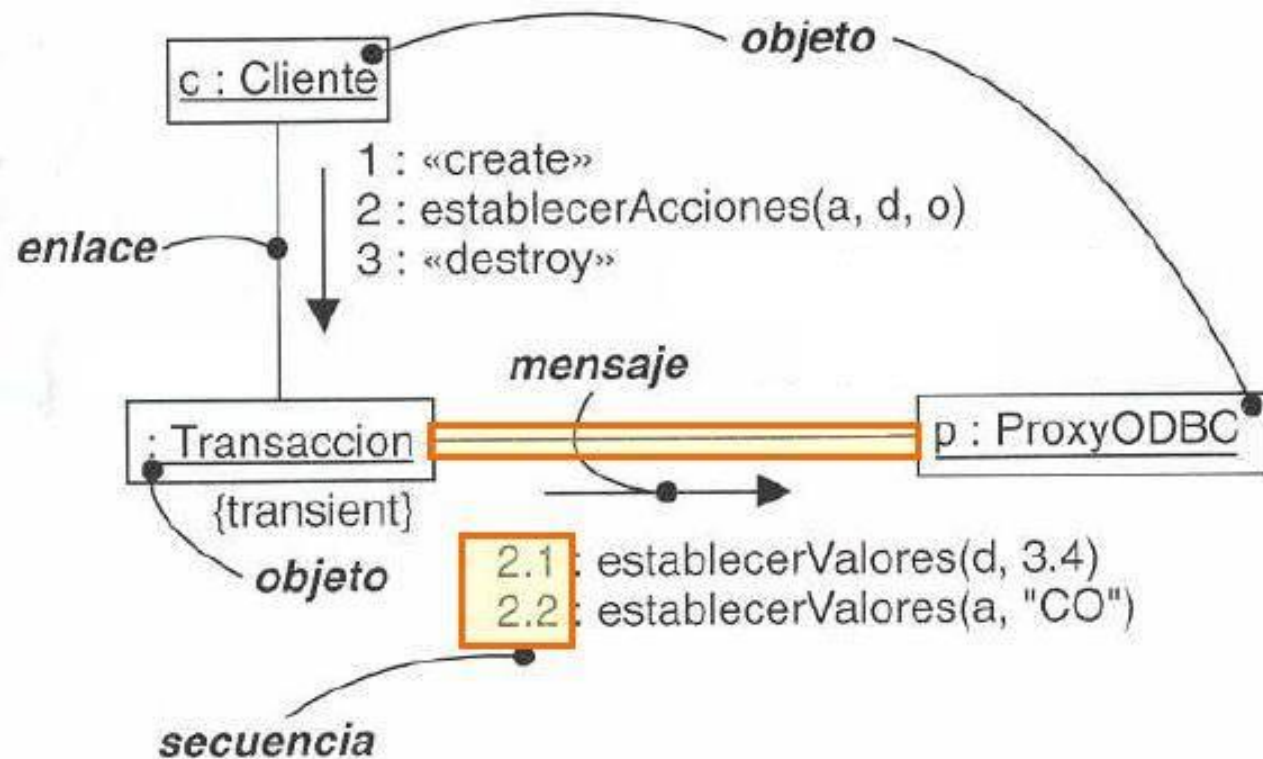 objeto
c : Cliente
1 : «create»
2 : establecerAcciones(a, d, o)
enlace
3 : «destroy»
mensaje
: Transaccion
p : ProxyODBC
{transient}
objeto
2.1 : establecerValores(d, 3.4)
2.2 : establecerValores(a, "CO")
secuencia